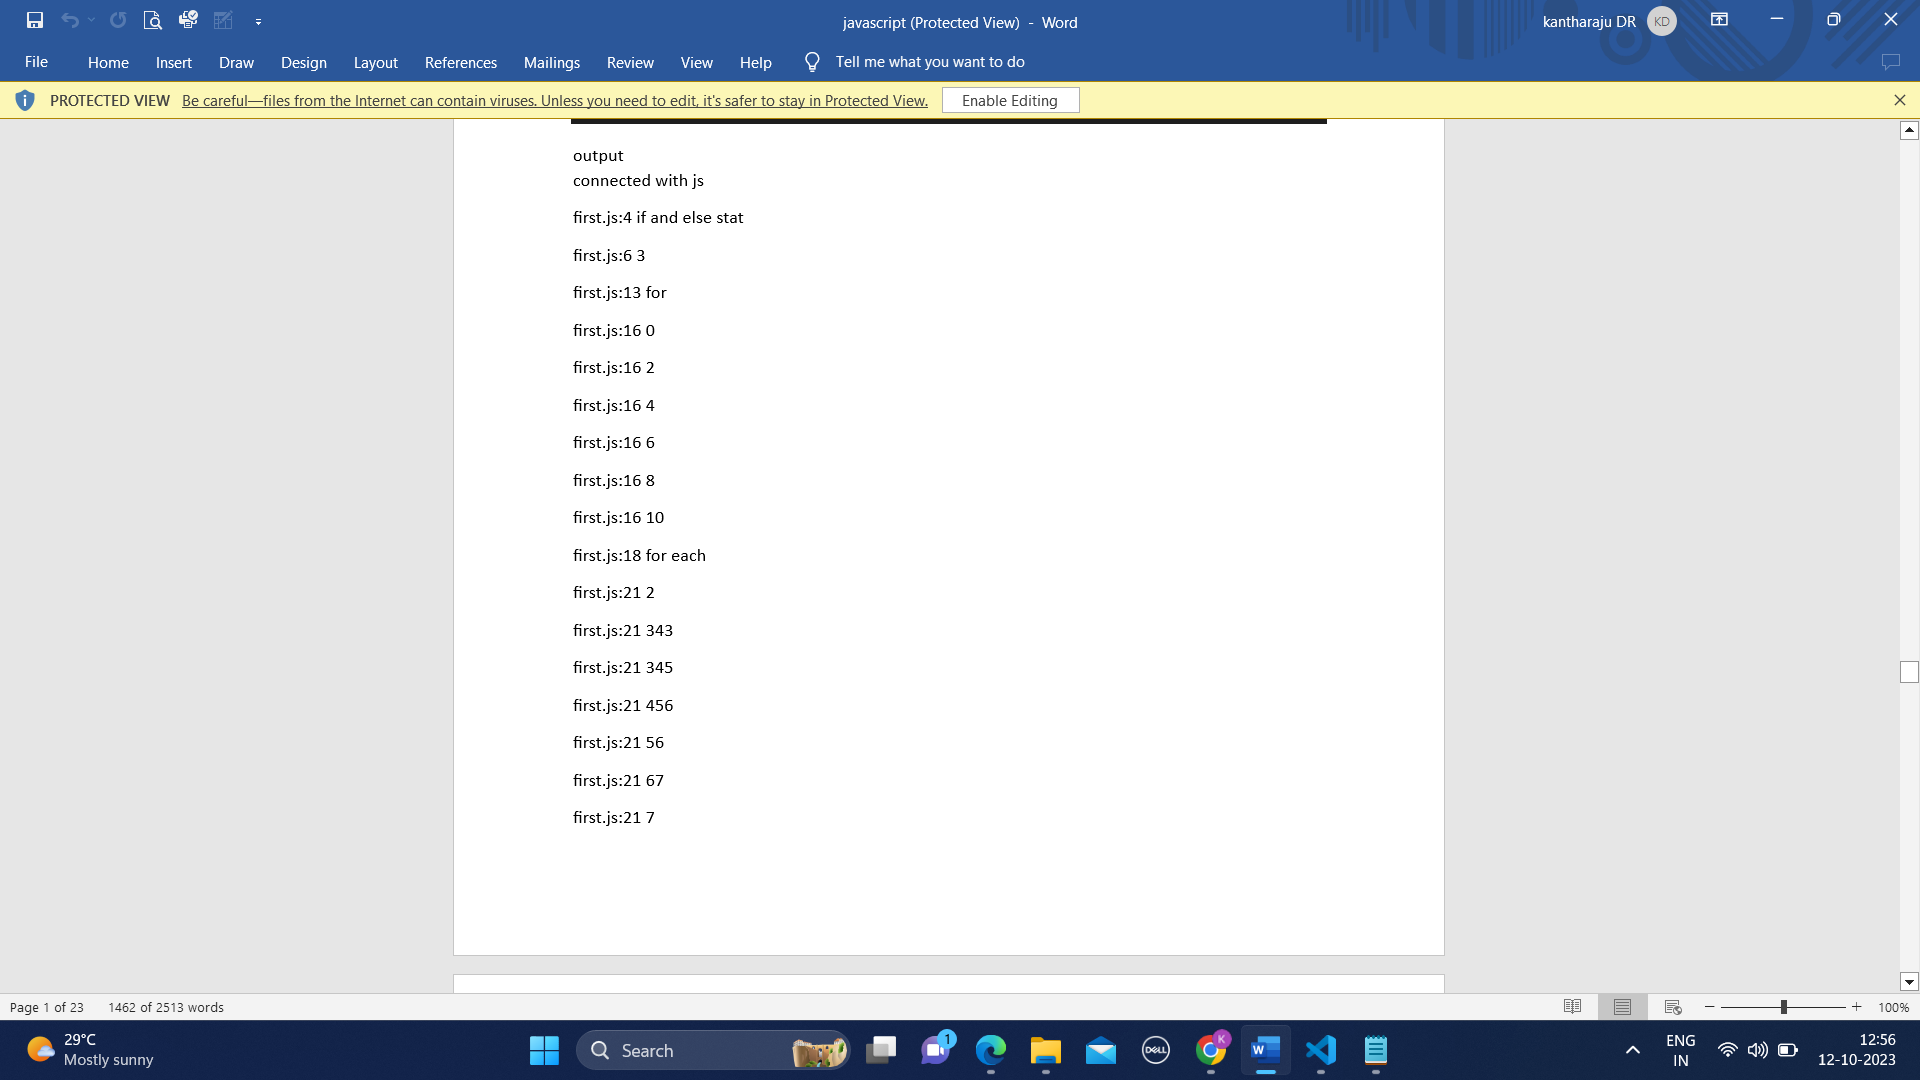 javascript (Protected View) - Word
kantharaju DR
KD
File
Home
Insert
Draw
Design
Layout
References
Mailings
Review
View
Help
Tell me what you want to do
PROTECTED VIEW Be careful—files from the Internet can contain viruses. Unless you need to edit, it's safer to stay in Protected View.
Enable Editing
output
connected with js
first.js:4 if and else stat
first.js:6 3
first.js:13 for
first.js:16 0
first.js:16 2
first.js:16 4
first.js:16 6
first.js:16 8
first.js:16 10
first.js:18 for each
first.js:21 2
first.js:21 343
first.js:21 345
first.js:21 456
first.js:21 56
first.js:21 67
first.js:21 7
Page 1 of 23
1462 of 2513 words
100%
29°C
Mostly sunny
Search
1
DELL
K
W
ENG
IN
12:56
12-10-2023